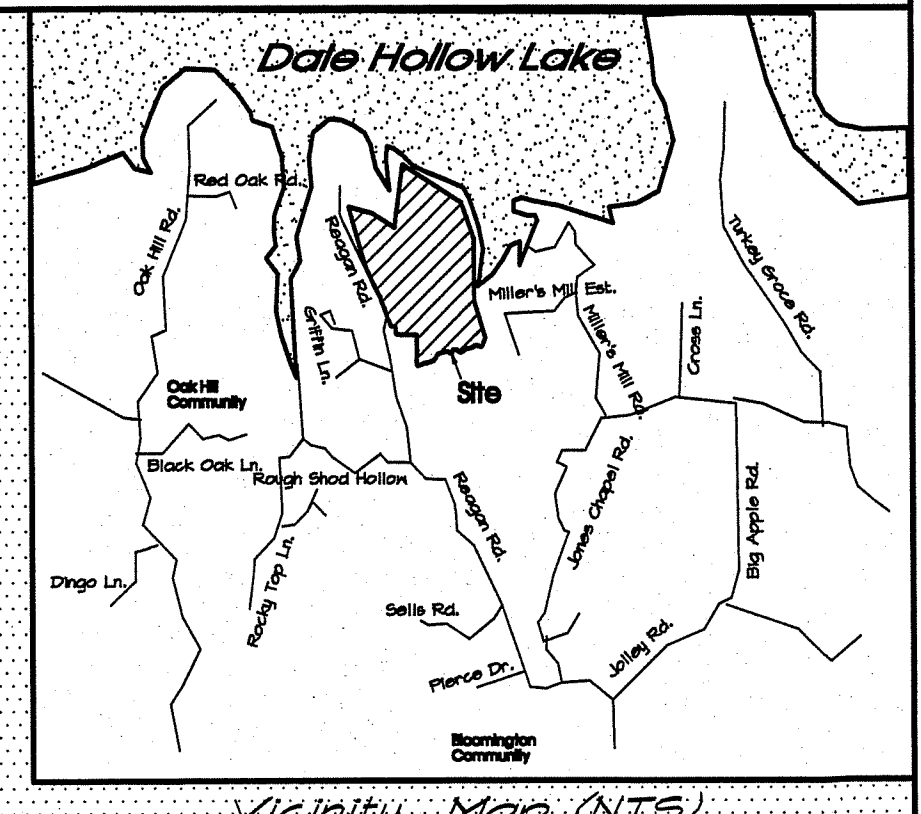 Dale Hollow Lake
Red Oak Rd.
Oak Hill Rd.
Reagan Rd.
Turkey Groce Rd.
Miller's Mill Est.
Griffin Ln.
Miller's Mill Rd.
Cross Ln.
Site
Oak Hill
Community
Black Oak Ln.
Rough Shod Hollow
Reagan Rd.
Jones Chapel Rd.
Big Apple Rd.
Dingo Ln.
Rocky Top Ln.
Sells Rd.
Jolley Rd.
Pierce Dr.
Bloomington
Community
Vicinity Map (NTS)